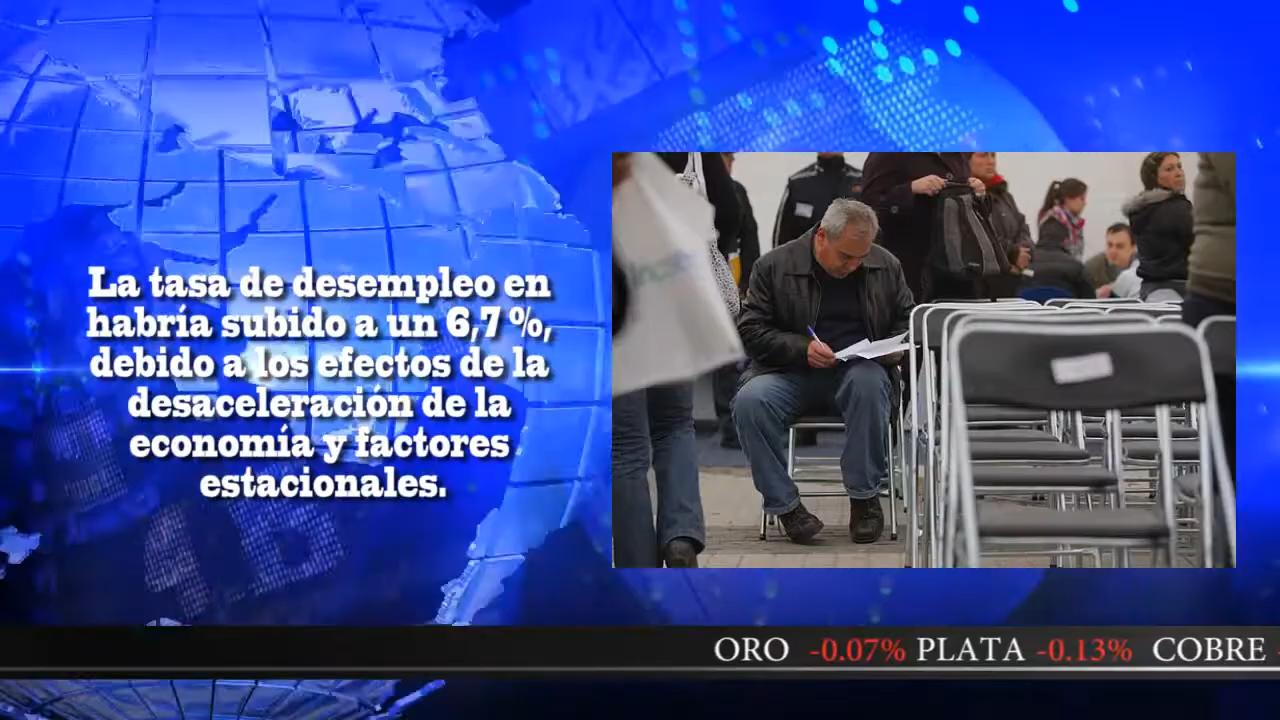 La tasa de desempleo en
habría subido a un 6,7 %,
debido a los efectos de la
desaceleración de la
economía y factores
estacionales.
ORO -0.07% PLATA -0.13% COBRE